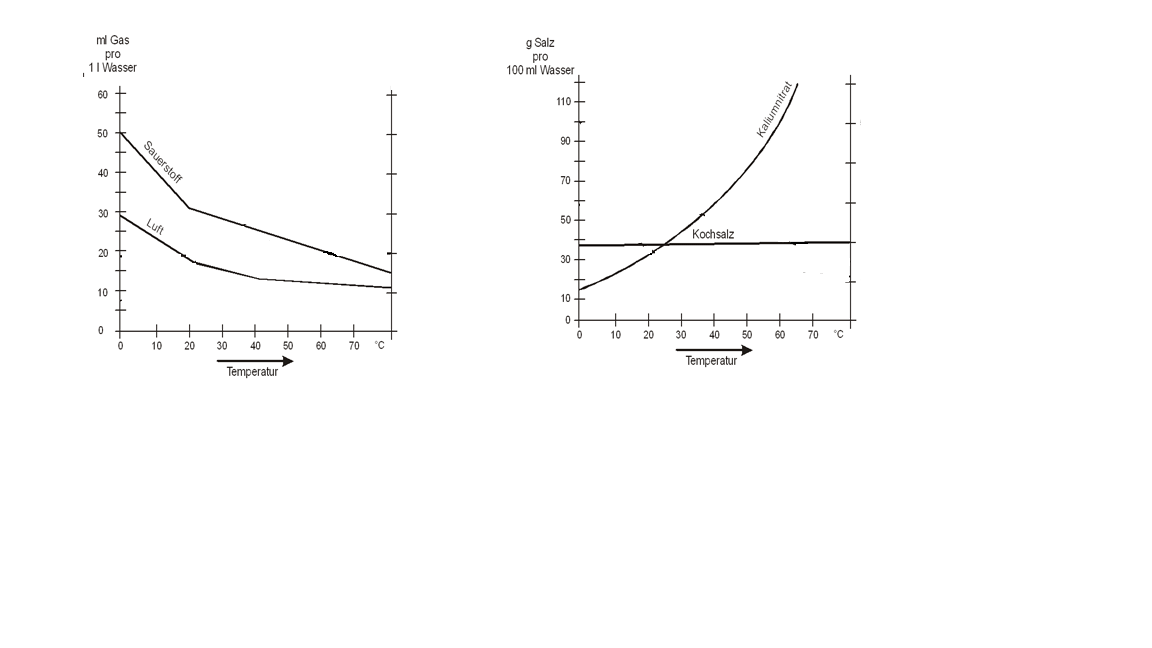 ml Gas
pro
1 l Wasser
60
50
40
30
20
10
0
Sauerstoff
Luft
0 10 20 30 40 50 60 70 °C
Temperatur
g Salz
pro
100 ml Wasser
110
90
70
50
30
10
0
Kaliumnitrat
Kochsalz
0 10 20 30 40 50 60 70 °C
Temperatur